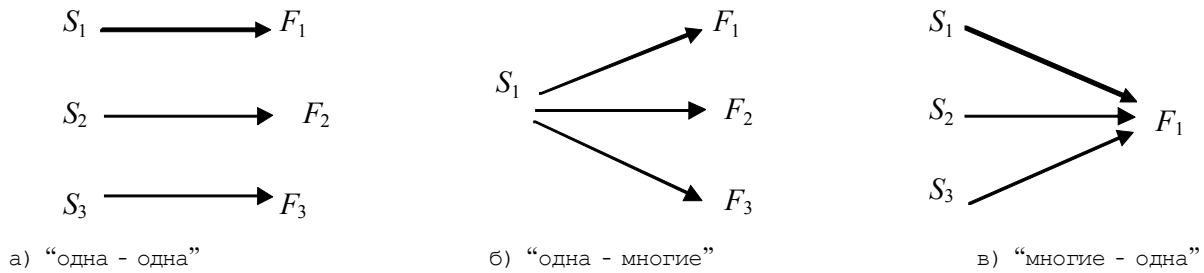 S₁ F₁
S₂ F₂
S₃ F₃
а) “одна - одна”
S₁ F₁
F₂
F₃
б) “одна - многие”
S₁
S₂ F₁
S₃
в) “многие - одна”